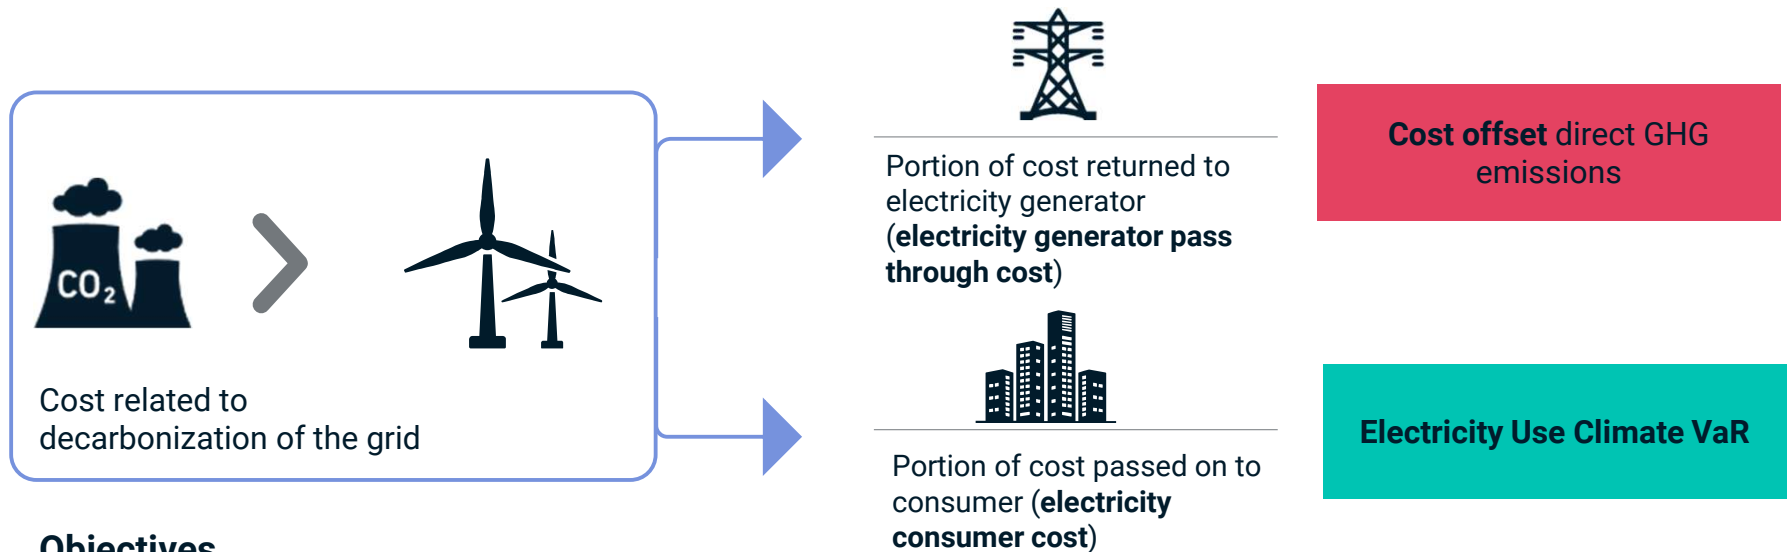 CO₂
Cost related to
decarbonization of the grid
Portion of cost returned to
electricity generator
(electricity generator pass
through cost)
Cost offset direct GHG
emissions
Portion of cost passed on to
consumer (electricity
consumer cost)
Electricity Use Climate VaR
Objectives